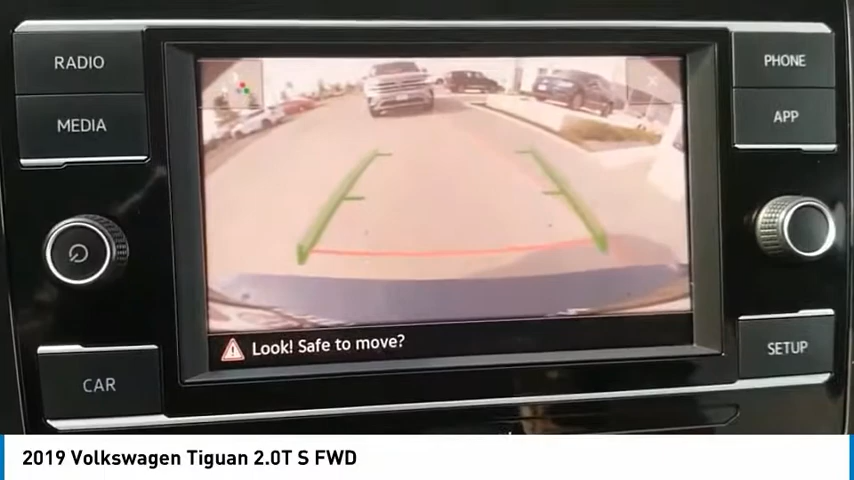 RADIO
PHONE
MEDIA
APP
Look! Safe to move?
SETUP
CAR
2019 Volkswagen Tiguan 2.0T S FWD